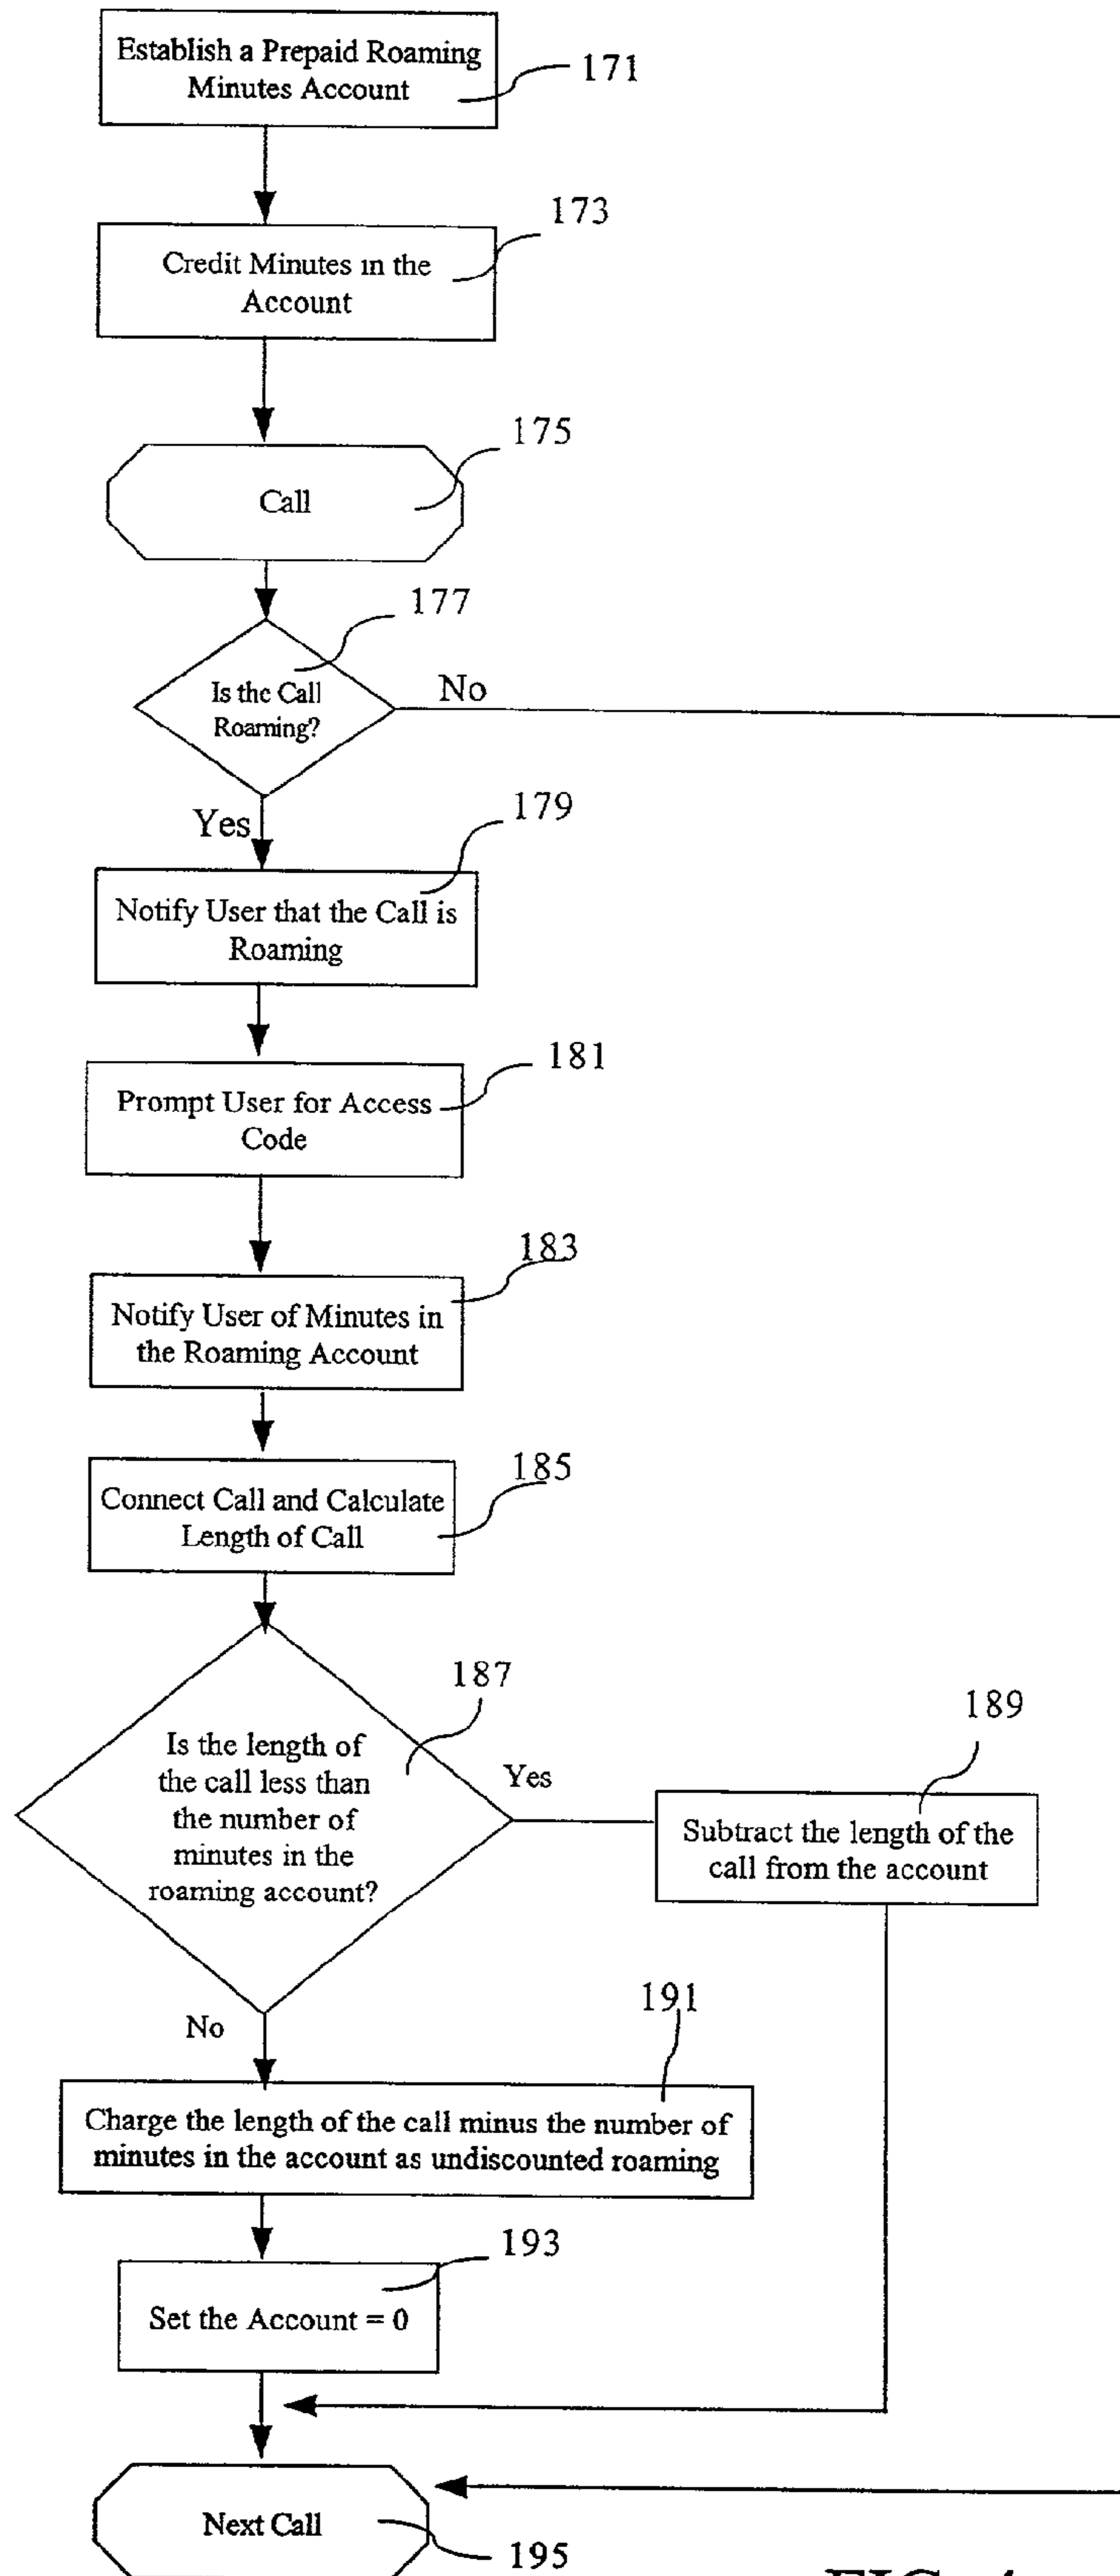 Establish a Prepaid Roaming
Minutes Account
171
173
Credit Minutes in the
Account
175
Call
177
Is the Call
Roaming?
No
Yes
179
Notify User that the Call is
Roaming
181
Prompt User for Access
Code
183
Notify User of Minutes in
the Roaming Account
185
Connect Call and Calculate
Length of Call
187
Is the length of
the call less than
the number of
minutes in the
roaming account?
Yes
189
Subtract the length of the
call from the account
No
191
Charge the length of the call minus the number of
minutes in the account as undiscounted roaming
193
Set the Account = 0
Next Call
195